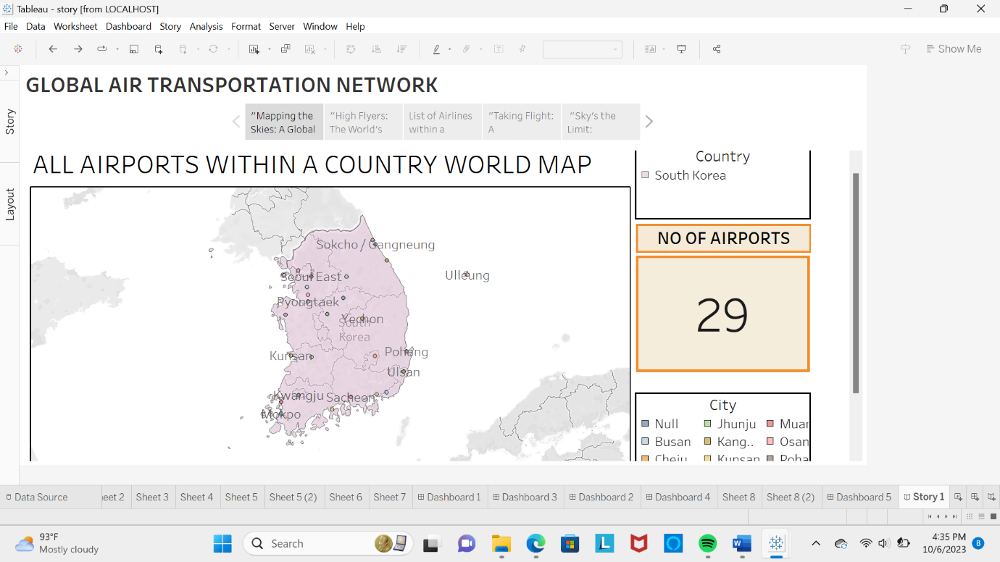 Tableau - story [from LOCALHOST]
File Data Worksheet Dashboard Story Analysis Format Server Window Help
Show Me
Story
Layout
GLOBAL AIR TRANSPORTATION NETWORK
"Mapping the
Skies: A Global
"High Flyers:
The World's
List of Airlines
within a
"Taking Flight:
A
"Sky's the
Limit:
ALL AIRPORTS WITHIN A COUNTRY WORLD MAP
Sokcho / Gangneung
Ulleung
Seoul East
Pyongtaek
Yechon
South
Korea
Kunsan
Pohang
Ulsan
Kwangju
Sacheon
Mokpo
Country
South Korea
NO OF AIRPORTS
29
City
Null Jhunju Muan
Busan Kang.. Osan
Cheju Kunsan Poha
Data Source eet 2 Sheet 3 Sheet 4 Sheet 5 Sheet 5 (2) Sheet 6 Sheet 7 Dashboard 1 Dashboard 3 Dashboard 2 Dashboard 4 Sheet 8 Sheet 8 (2) Dashboard 5 Story 1
93°F
Mostly cloudy
Search
4:35 PM
10/6/2023
8